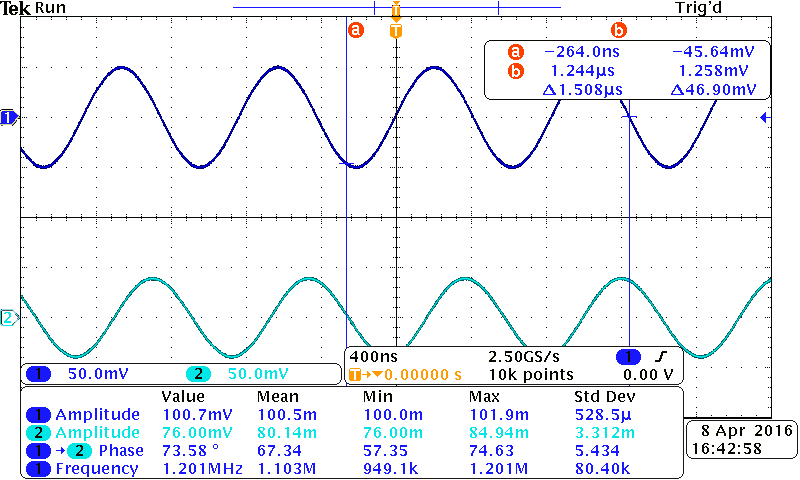 Tek Run Trig'd
T
a b
T
a −264.0ns −45.64mV
b 1.244µs 1.258mV
Δ1.508µs Δ46.90mV
1
2
1 50.0mV 2 50.0mV
400ns 2.50GS/s 1
T→▼0.00000 s 10k points 0.00 V
Value Mean Min Max Std Dev
1 Amplitude 100.7mV 100.5m 100.0m 101.9m 528.5µ
2 Amplitude 76.00mV 80.14m 76.00m 84.94m 3.312m
1 → 2 Phase 73.58 ° 67.34 57.35 74.63 5.434
1 Frequency 1.201MHz 1.103M 949.1k 1.201M 80.40k
8 Apr 2016
16:42:58